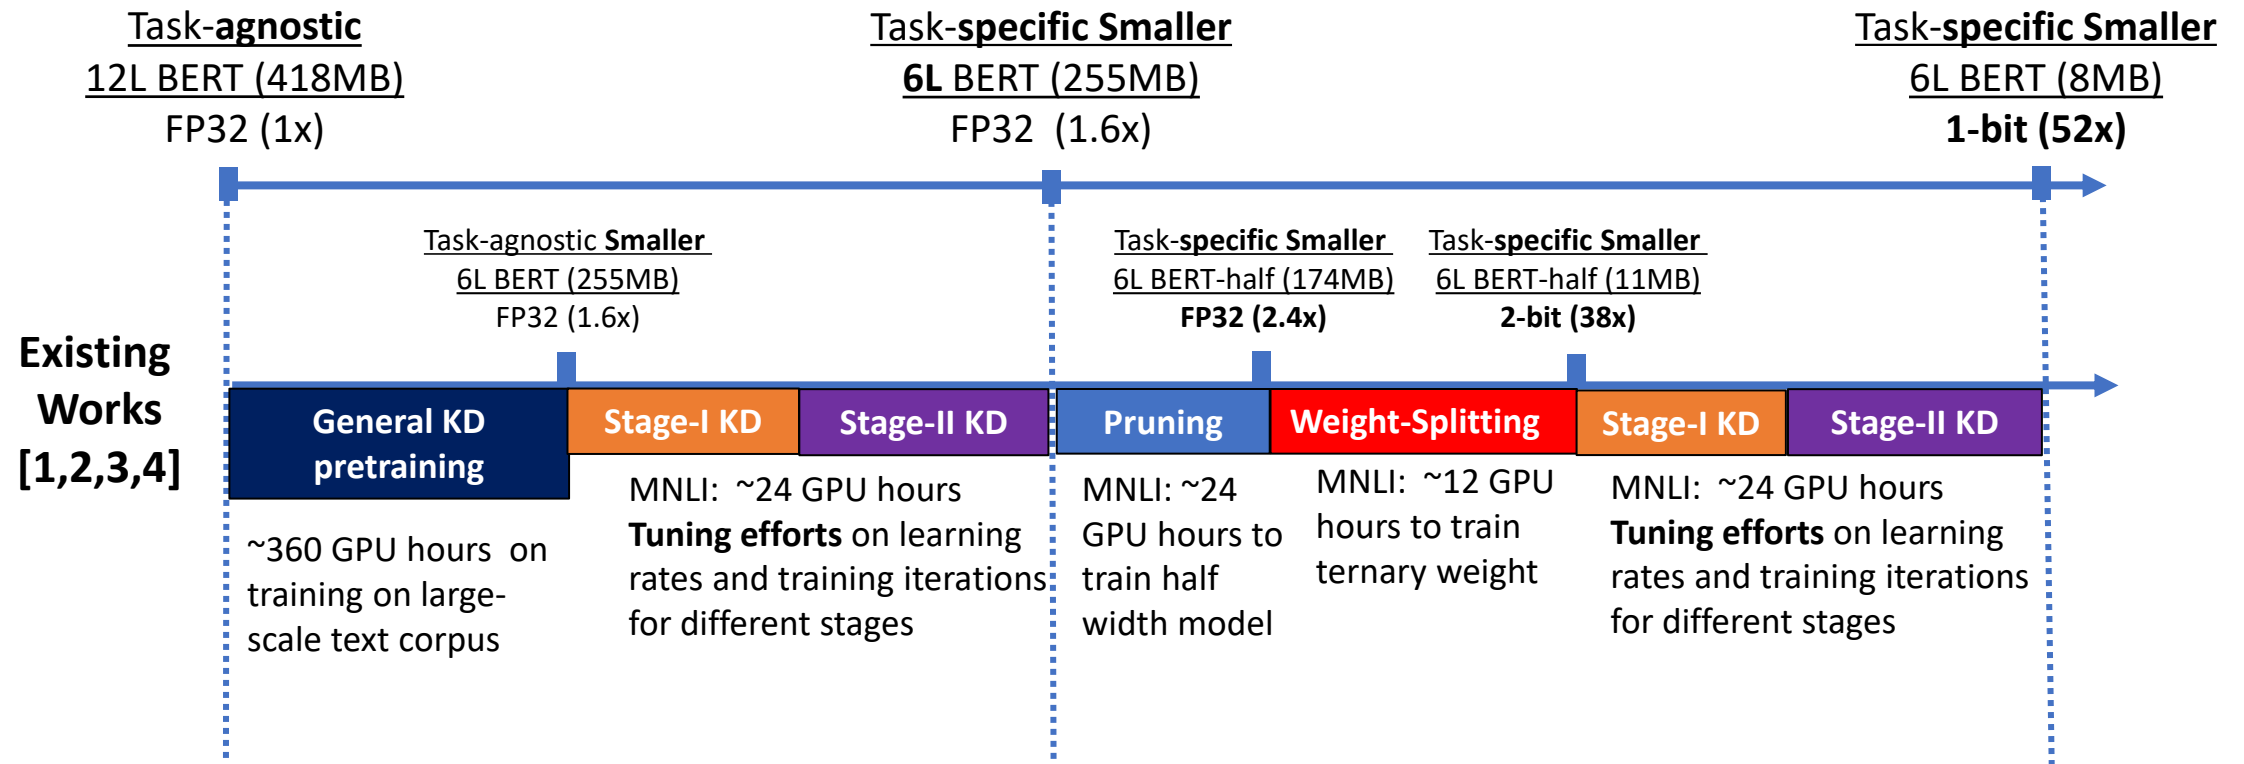 Task-agnostic
12L BERT (418MB)
FP32 (1x)
Task-specific Smaller
6L BERT (255MB)
FP32 (1.6x)
Task-specific Smaller
6L BERT (8MB)
1-bit (52x)
Task-agnostic Smaller
6L BERT (255MB)
FP32 (1.6x)
Task-specific Smaller
6L BERT-half (174MB)
FP32 (2.4x)
Task-specific Smaller
6L BERT-half (11MB)
2-bit (38x)
Existing
Works
[1,2,3,4]
General KD
pretraining
Stage-I KD
Stage-II KD
Pruning
Weight-Splitting
Stage-I KD
Stage-II KD
~360 GPU hours on
training on large-
scale text corpus
MNLI: ~24 GPU hours
Tuning efforts on learning
rates and training iterations
for different stages
MNLI: ~24
GPU hours to
train half
width model
MNLI: ~12 GPU
hours to train
ternary weight
MNLI: ~24 GPU hours
Tuning efforts on learning
rates and training iterations
for different stages